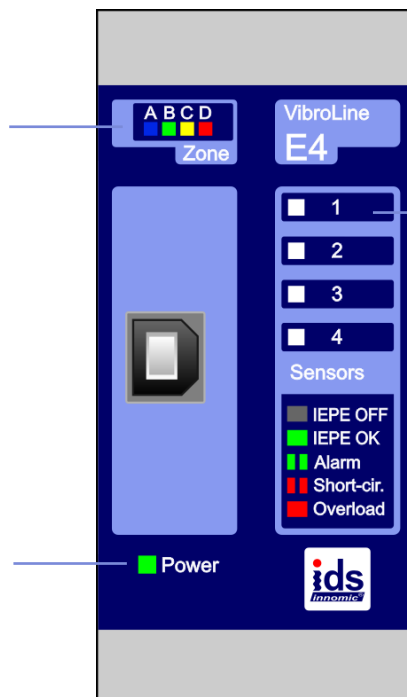 A B C D
Zone
VibroLine
E4
1
2
3
4
Sensors
IEPE OFF
IEPE OK
Alarm
Short-cir.
Overload
Power
ids
innomic